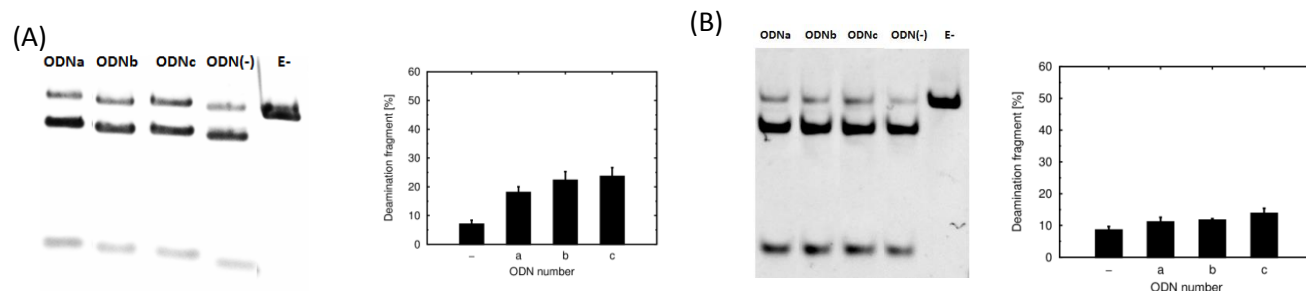 (A)
ODNa ODNb ODNc ODN(-) E-
60
50
40
30
20
10
0
Deamination fragment [%]
– a b c
ODN number
(B)
ODNa ODNb ODNc ODN(-) E-
60
50
40
30
20
10
0
Deamination fragment [%]
– a b c
ODN number